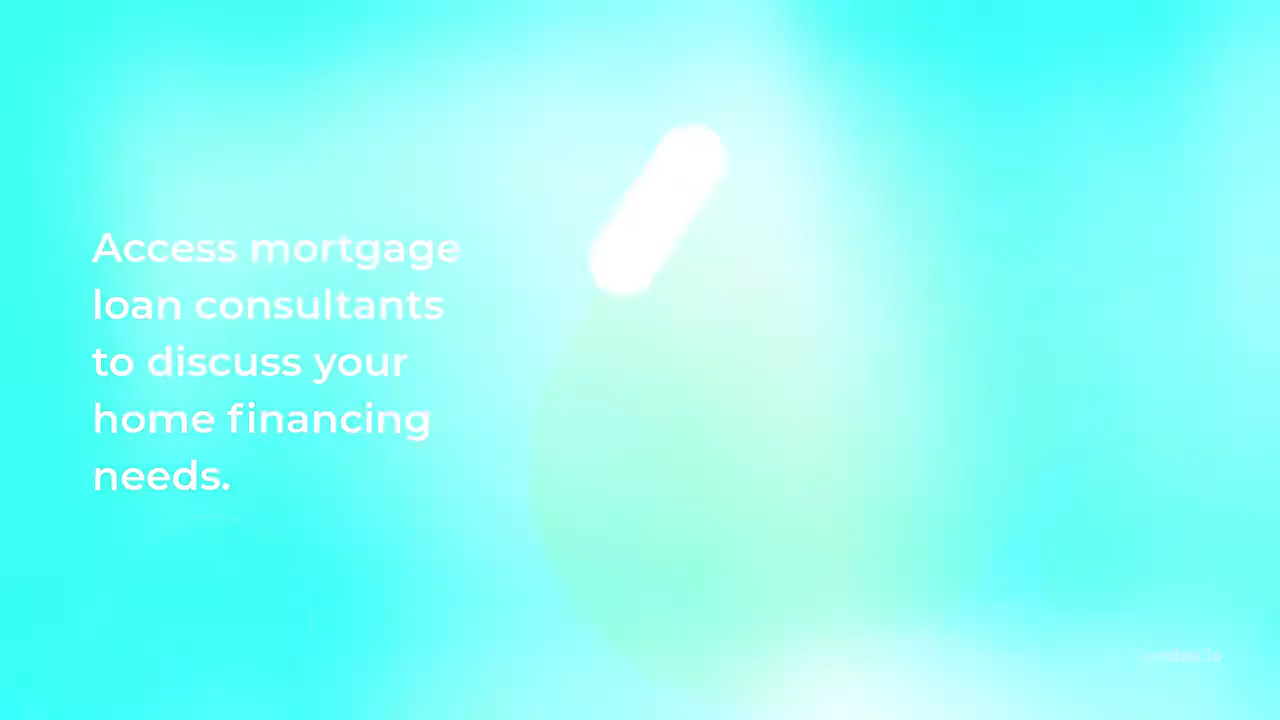 Access mortgage
loan consultants
to discuss your
home financing
needs.